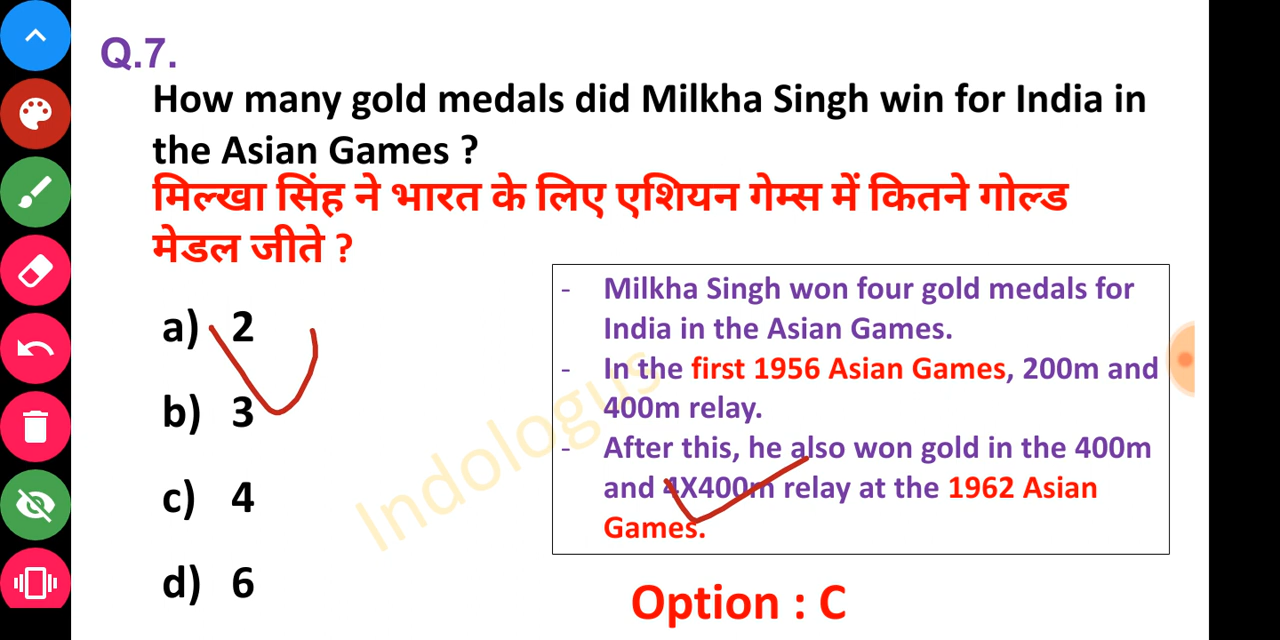 Q.7.
How many gold medals did Milkha Singh win for India in
the Asian Games ?
मिल्खा सिंह ने भारत के लिए एशियन गेम्स में कितने गोल्ड
मेडल जीते ?
a) 2
b) 3
c) 4
d) 6
- Milkha Singh won four gold medals for
India in the Asian Games.
- In the first 1956 Asian Games, 200m and
400m relay.
- After this, he also won gold in the 400m
and 4X400m relay at the 1962 Asian
Games.
Indologus
Option : C